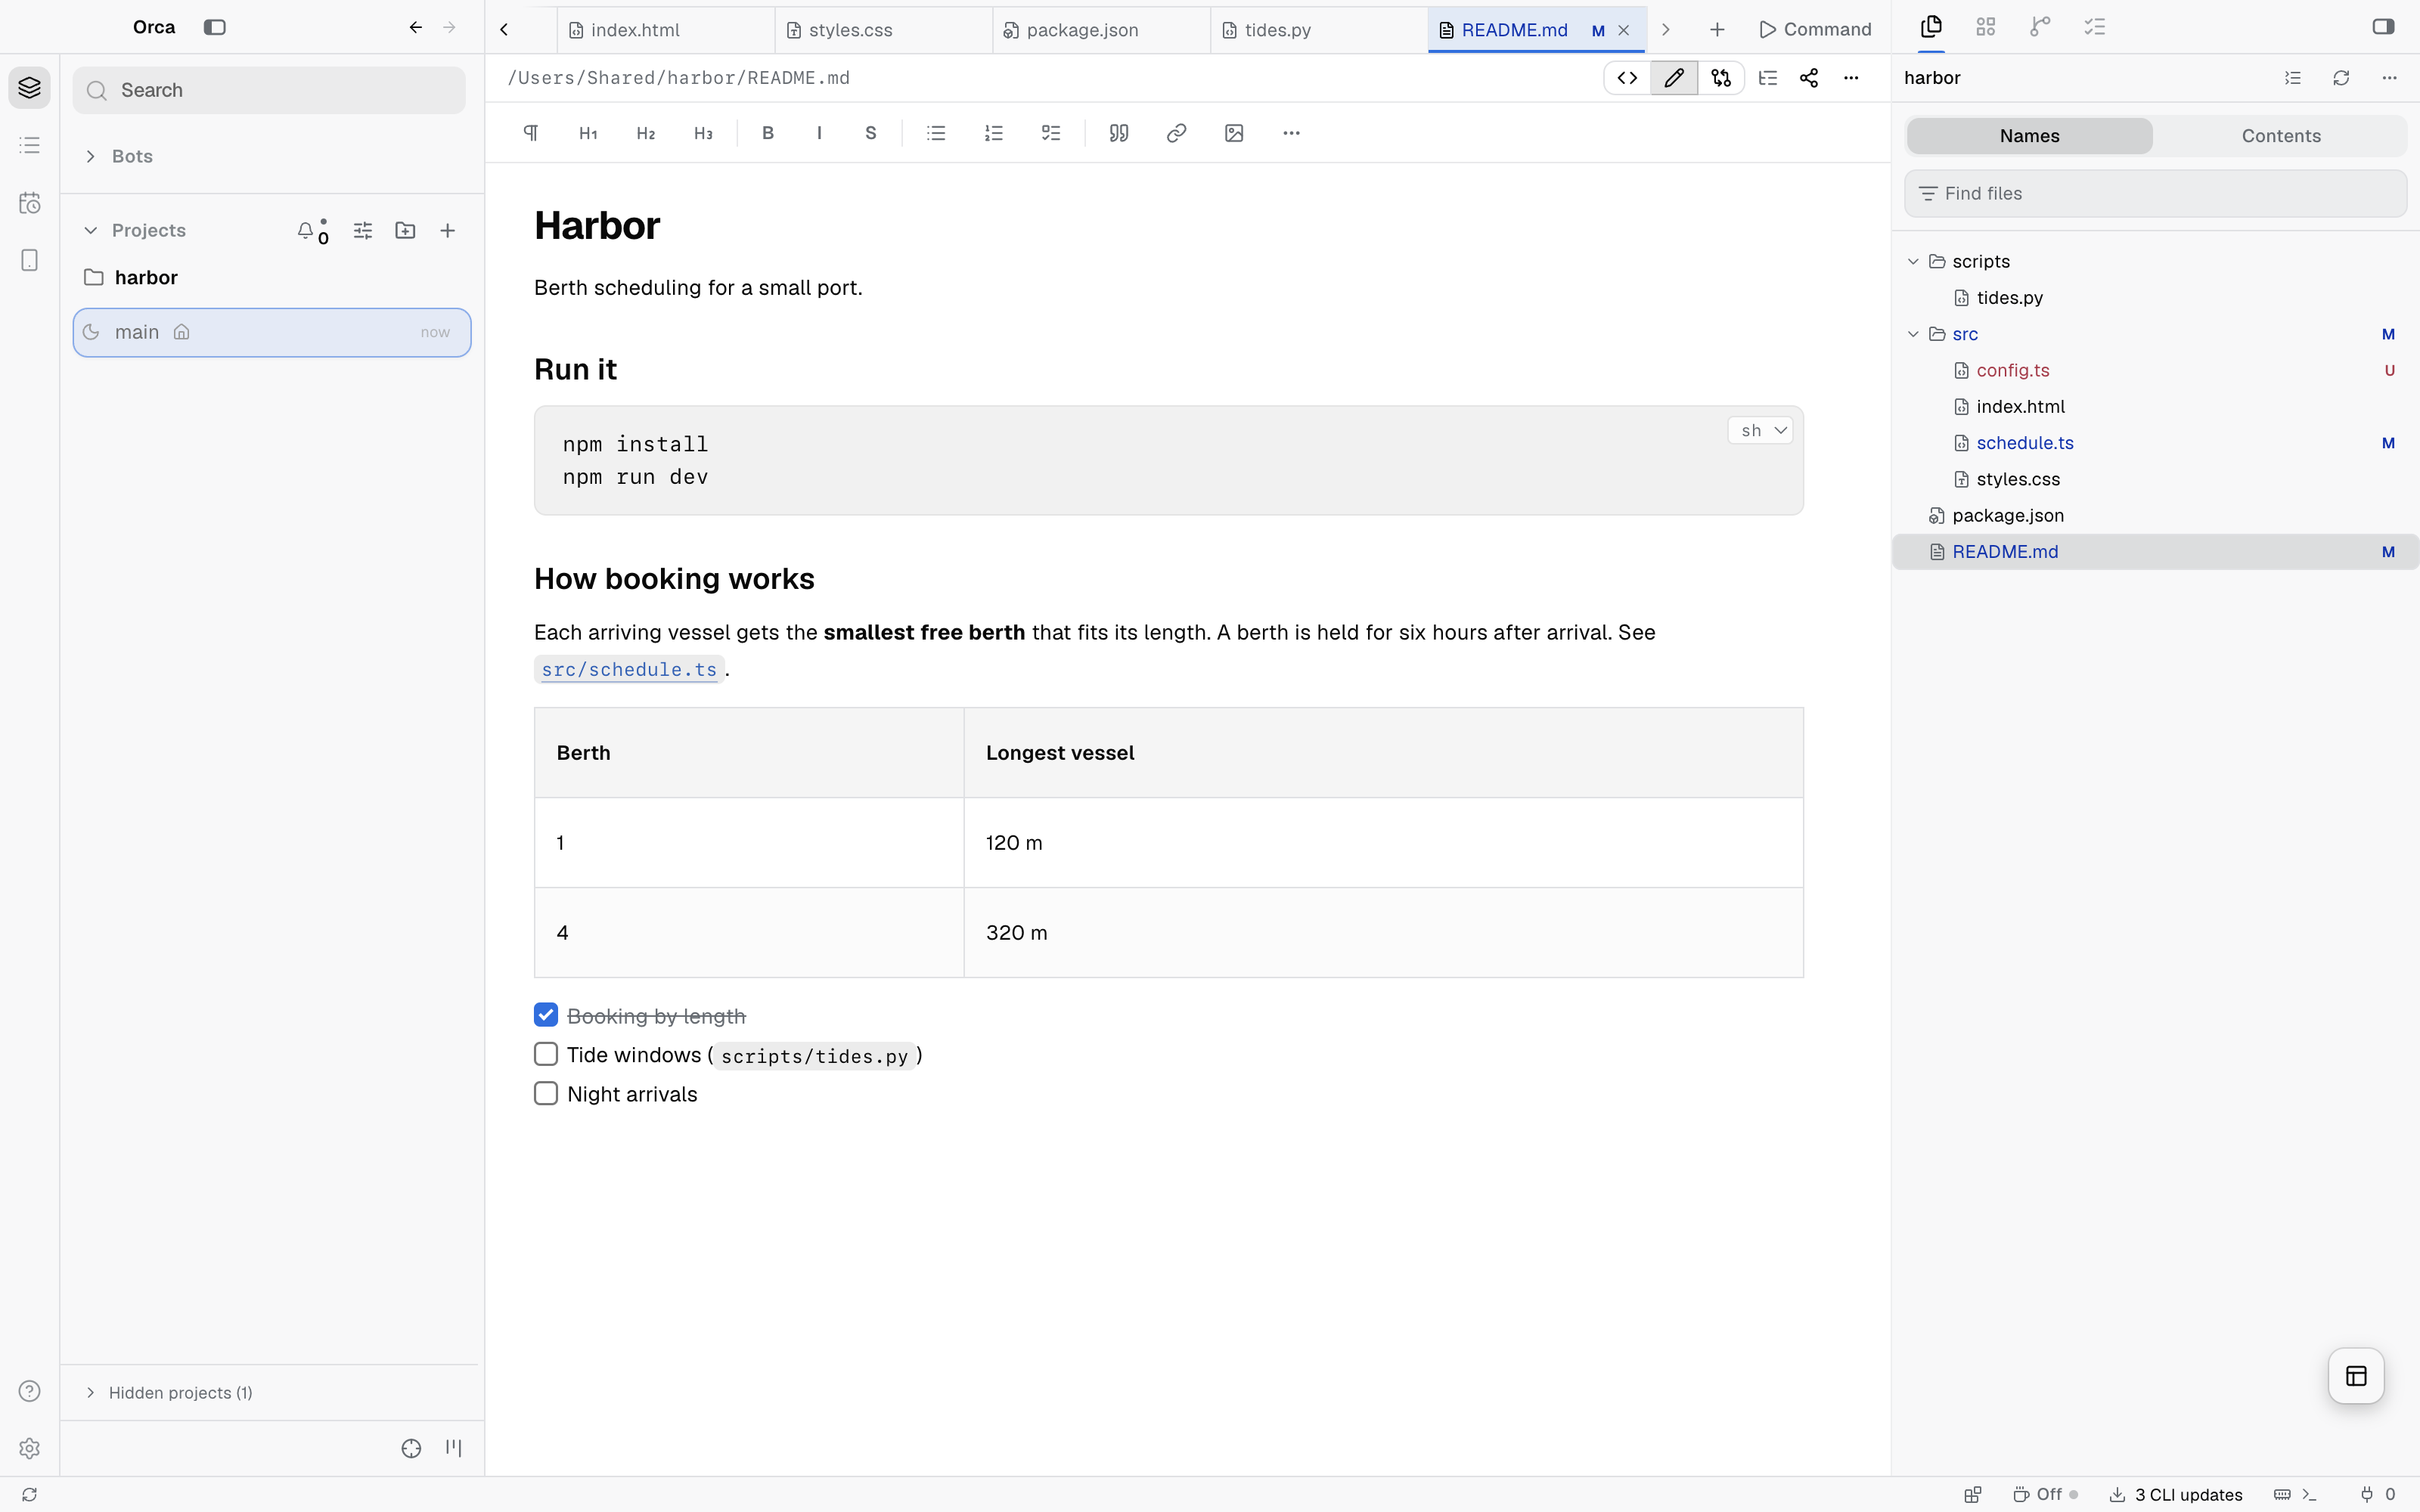 Orca
index.html
styles.css
package.json
tides.py
README.md M
Command
Search
Bots
Projects
0
harbor
main
now
Hidden projects (1)
/Users/Shared/harbor/README.md
H1 H2 H3 B I S
Harbor
Berth scheduling for a small port.
Run it
sh
npm install
npm run dev
How booking works
Each arriving vessel gets the smallest free berth that fits its length. A berth is held for six hours after arrival. See
src/schedule.ts.
Berth Longest vessel
1 120 m
4 320 m
Booking by length
Tide windows (scripts/tides.py)
Night arrivals
harbor
Names Contents
Find files
scripts
tides.py
src M
config.ts U
index.html
schedule.ts M
styles.css
package.json
README.md M
Off
3 CLI updates
0